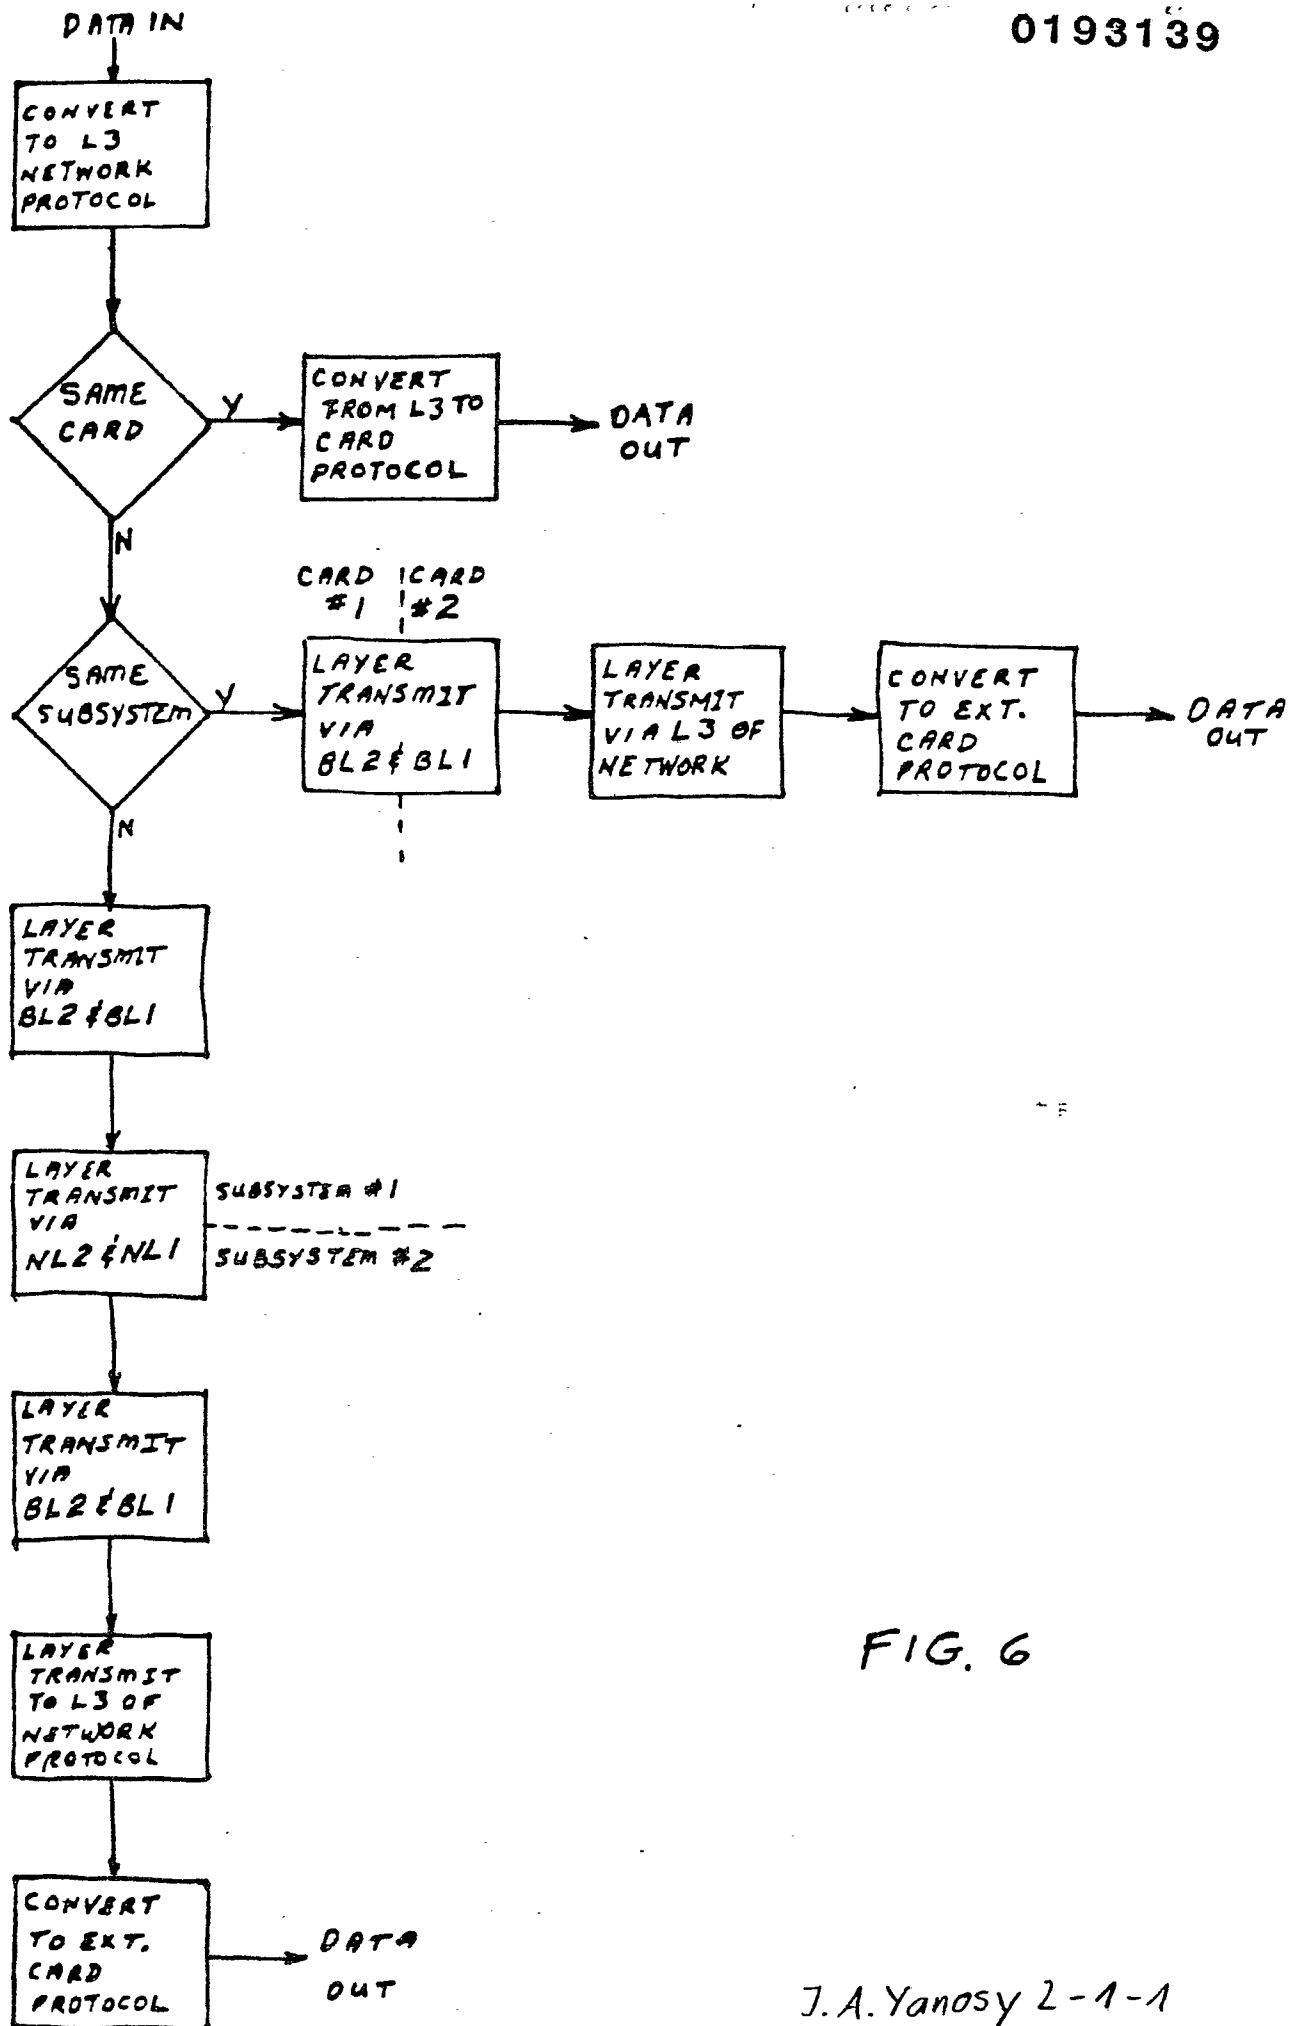 0193139
DATA IN
CONVERT
TO L3
NETWORK
PROTOCOL
SAME
CARD
Y
N
CONVERT
FROM L3 TO
CARD
PROTOCOL
DATA
OUT
CARD
#1
CARD
#2
SAME
SUBSYSTEM
Y
N
LAYER
TRANSMIT
VIA
BL2 & BL1
LAYER
TRANSMIT
VIA L3 OF
NETWORK
CONVERT
TO EXT.
CARD
PROTOCOL
DATA
OUT
LAYER
TRANSMIT
VIA
BL2 & BL1
LAYER
TRANSMIT
VIA
NL2 & NL1
SUBSYSTEM #1
SUBSYSTEM #2
LAYER
TRANSMIT
VIA
BL2 & BL1
LAYER
TRANSMIT
TO L3 OF
NETWORK
PROTOCOL
CONVERT
TO EXT.
CARD
PROTOCOL
DATA
OUT
FIG. 6
J.A. Yanosy 2-1-1